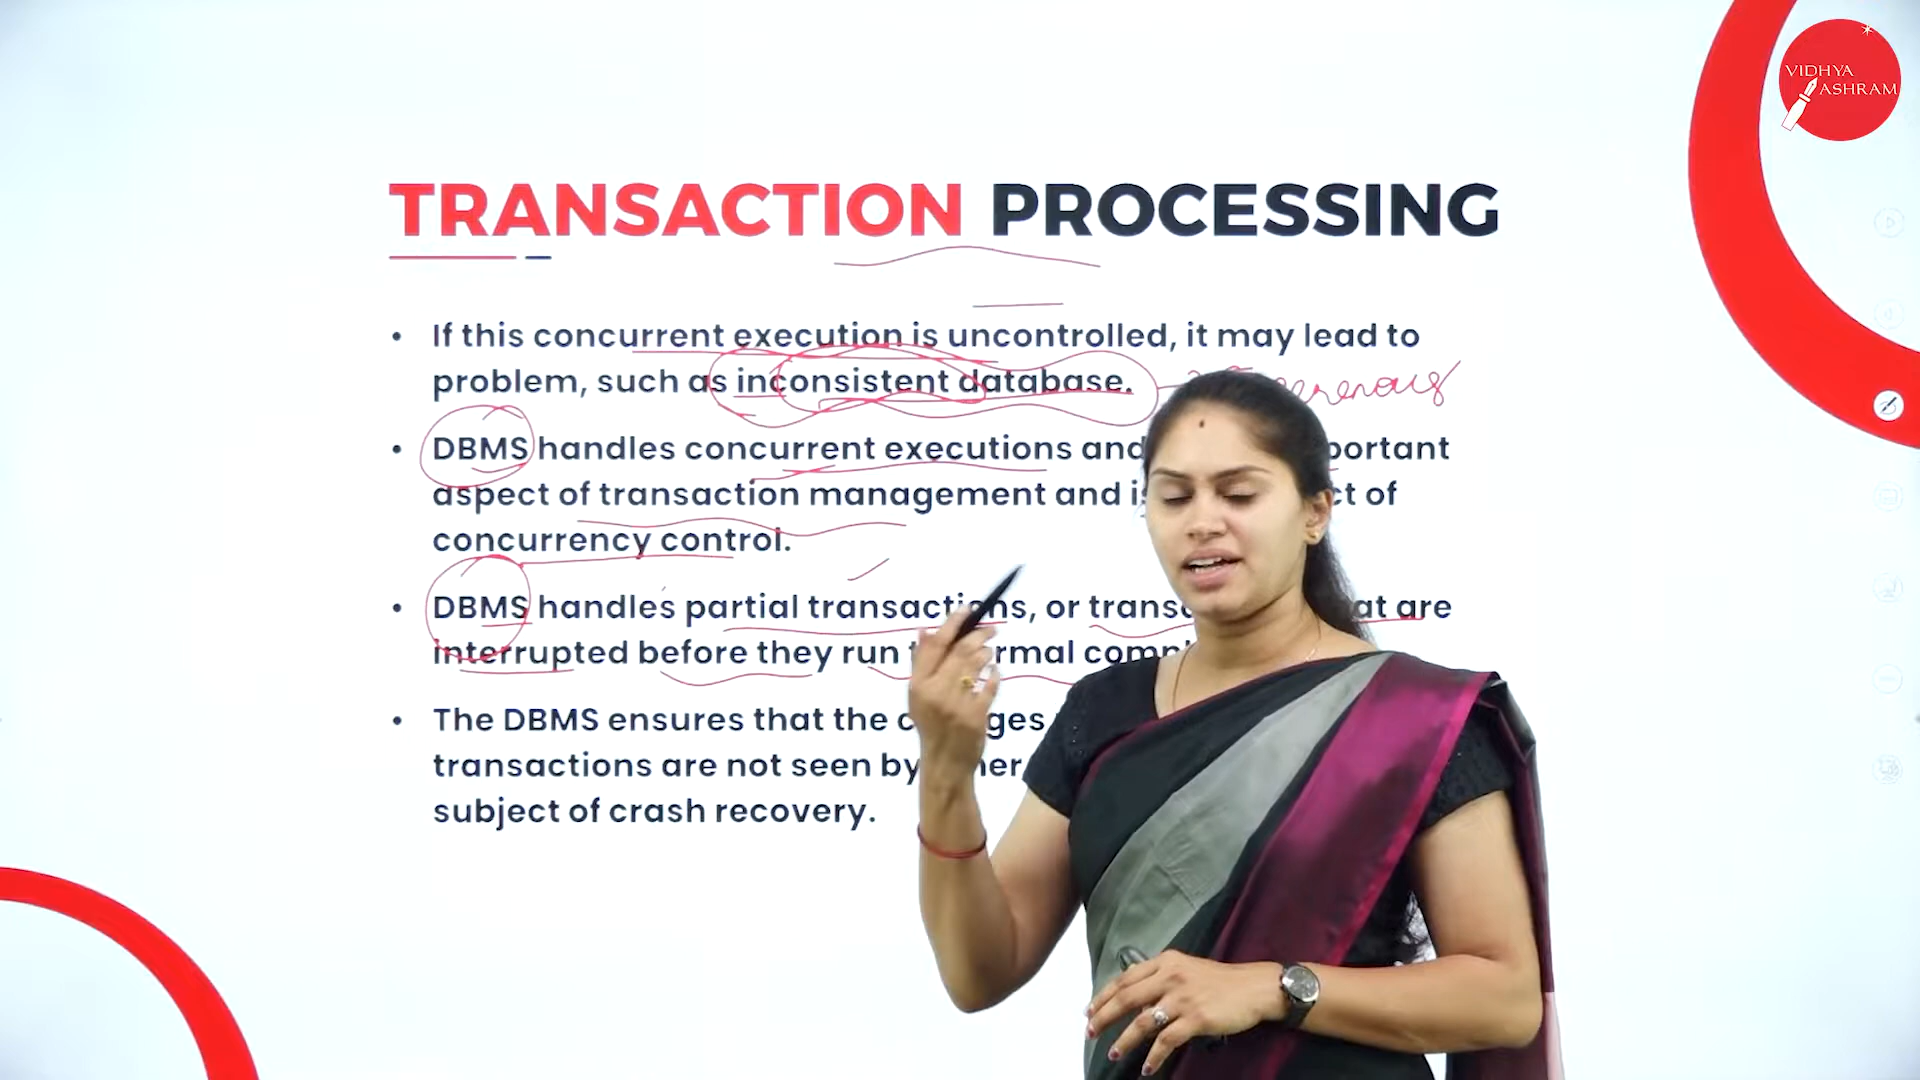 VIDHYA
ASHRAM
TRANSACTION PROCESSING
• If this concurrent execution is uncontrolled, it may lead to
problem, such as inconsistent database.
• DBMS handles concurrent executions and
aspect of transaction management and of
concurrency control.
• DBMS handles partial transactions, or are
interrupted before they run
• The DBMS ensures that the
transactions are not seen by
subject of crash recovery.